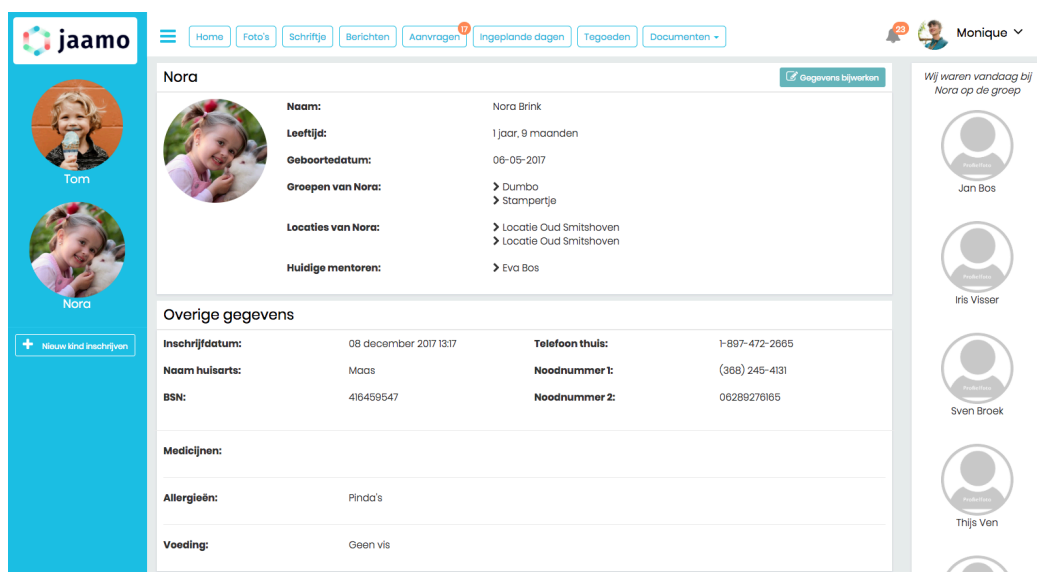 jaamo
Home
Foto's
Schriftje
Berichten
Aanvragen
17
Ingeplande dagen
Tegoeden
Documenten
23
Monique
Tom
Nora
Nieuw kind inschrijven
Nora
Gegevens bijwerken
Naam: Nora Brink
Leeftijd: 1 jaar, 9 maanden
Geboortedatum: 06-05-2017
Groepen van Nora: Dumbo
Stampertje
Locaties van Nora: Locatie Oud Smitshoven
Locatie Oud Smitshoven
Huidige mentoren: Eva Bos
Overige gegevens
Inschrijfdatum: 08 december 2017 13:17 Telefoon thuis: 1-897-472-2665
Naam huisarts: Maas Noodnummer 1: (368) 245-4131
BSN: 416459547 Noodnummer 2: 06289276165
Medicijnen:
Allergieën: Pinda's
Voeding: Geen vis
Wij waren vandaag bij
Nora op de groep
Profielfoto
Jan Bos
Profielfoto
Iris Visser
Profielfoto
Sven Broek
Profielfoto
Thijs Ven